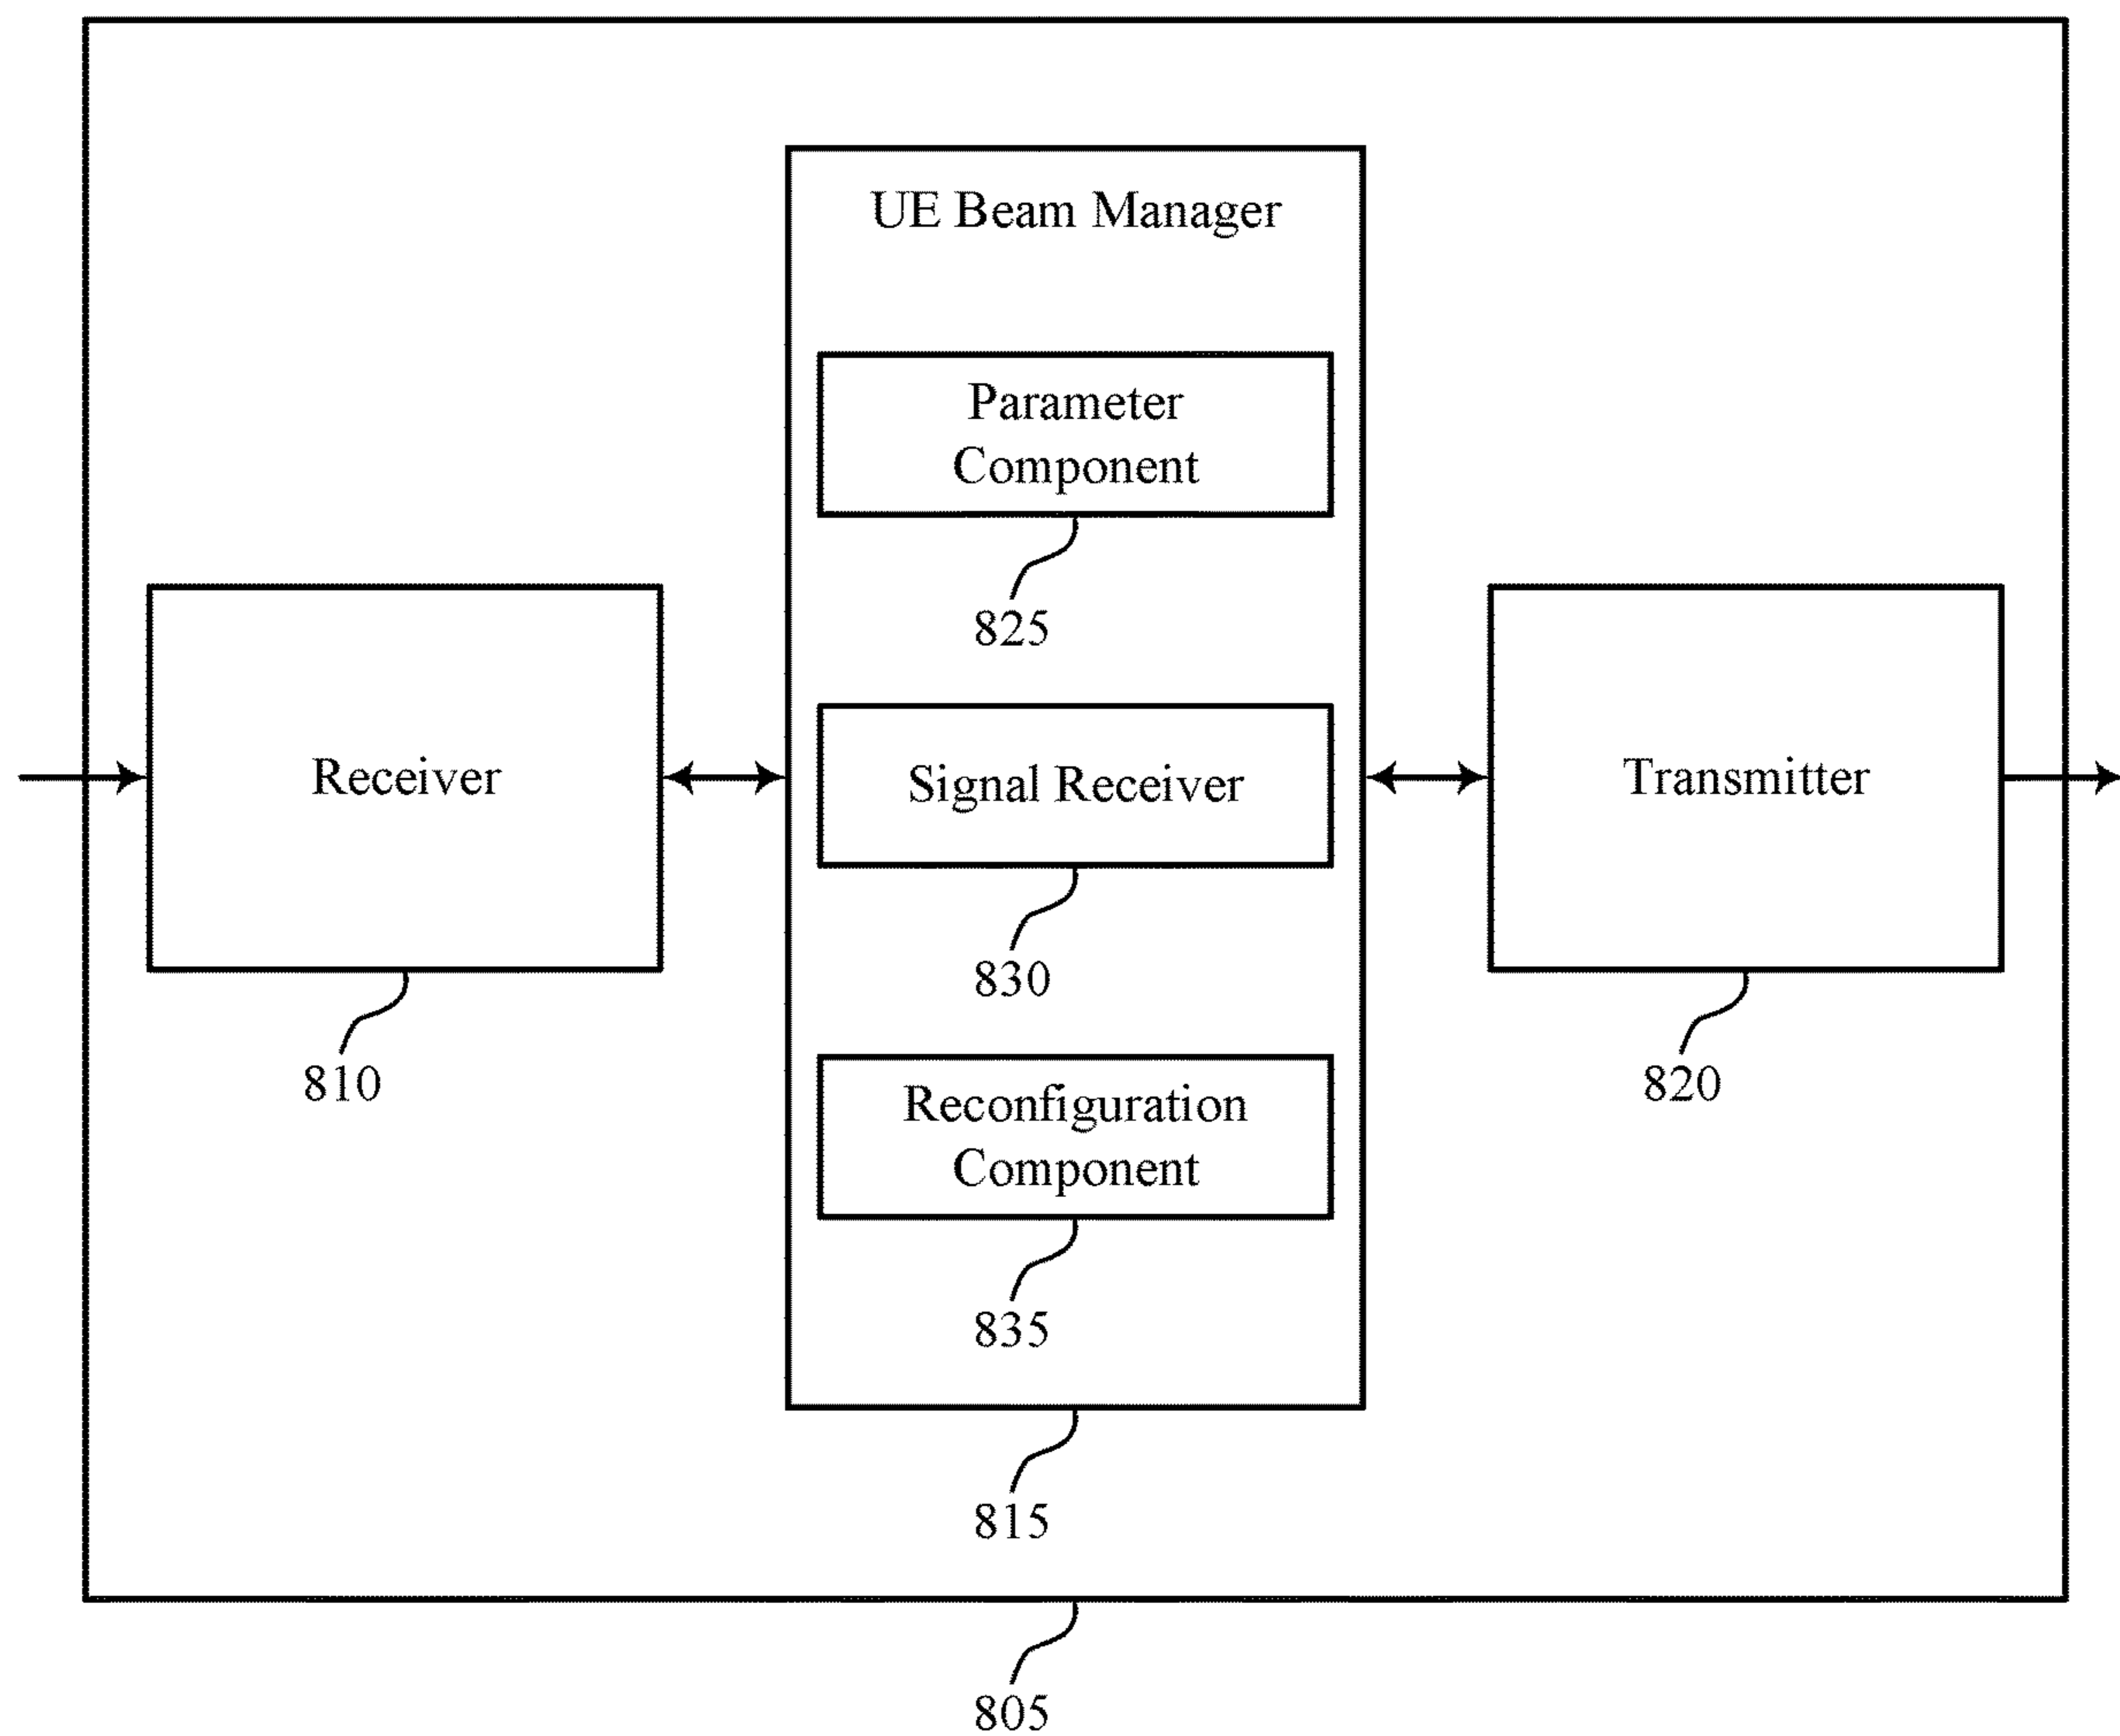 UE Beam Manager
Parameter
Component
825
Receiver
810
Signal Receiver
830
Transmitter
820
Reconfiguration
Component
835
815
805